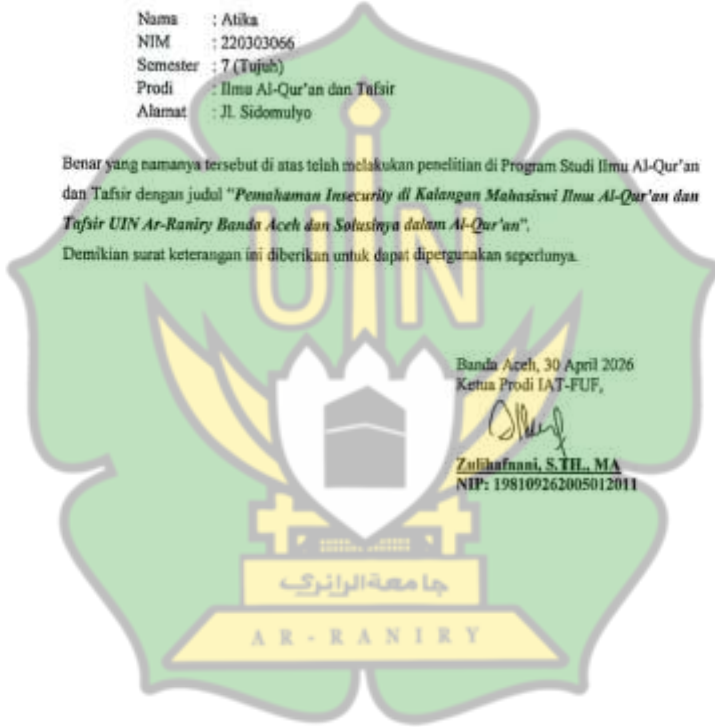 Nama : Atika
NIM : 220303066
Semester : 7 (Tujuh)
Prodi : Ilmu Al-Qur'an dan Tafsir
Alamat : Jl. Sidomulyo
Benar yang namanya tersebut di atas telah melakukan penelitian di Program Studi Ilmu Al-Qur'an
dan Tafsir dengan judul "Pemahaman Insecurity di Kalangan Mahasiswi Ilmu Al-Qur'an dan
Tafsir UIN Ar-Raniry Banda Aceh dan Solusinya dalam Al-Qur'an".
Demikian surat keterangan ini diberikan untuk dapat dipergunakan seperlunya.
UIN
Banda Aceh, 30 April 2026
Ketua Prodi IAT-FUF,
Zulihafnani, S.TH., MA
NIP: 198109262005012011
جامعة الرانري
AR-RANIRY